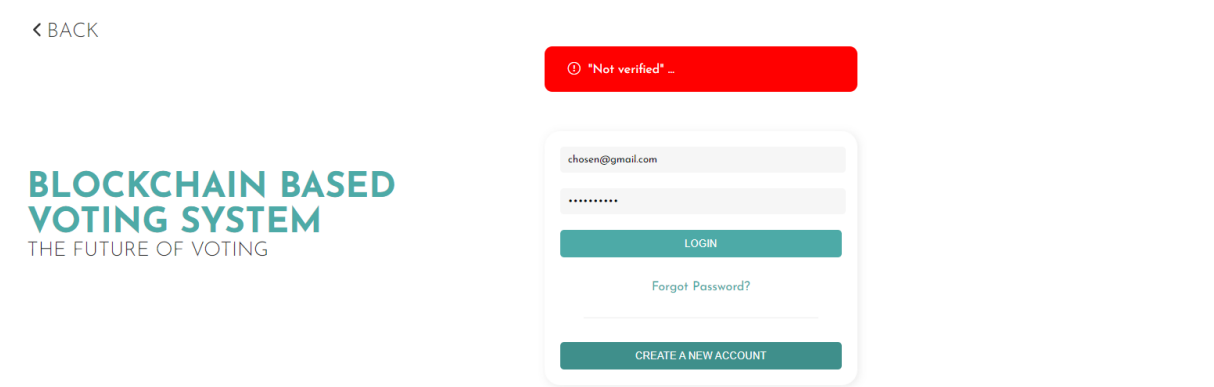 BACK
"Not verified" ...
BLOCKCHAIN BASED
VOTING SYSTEM
THE FUTURE OF VOTING
chosen@gmail.com
••••••••••
LOGIN
Forgot Password?
CREATE A NEW ACCOUNT